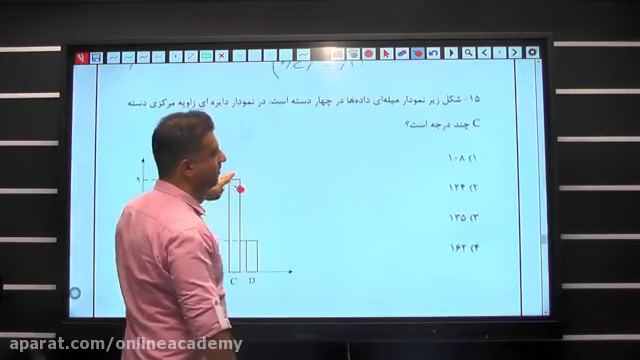 ۱۵- شکل زیر نمودار میله‌ای داده‌ها در چهار دسته است. در نمودار دایره ای زاویه مرکزی دسته
C چند درجه است؟
۱) ۱۰۸
۲) ۱۲۴
۳) ۱۳۵
۴) ۱۶۲
۹
C D
aparat.com/onlineacademy